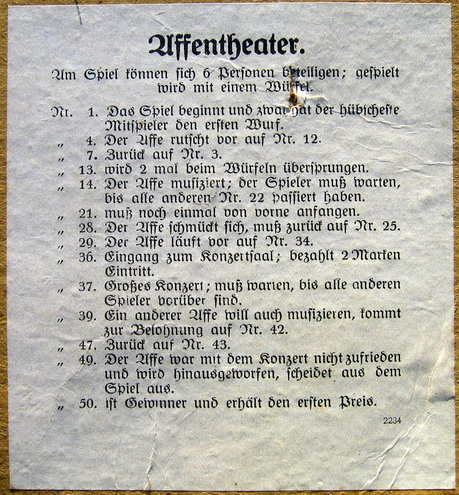 Affentheater.
Am Spiel können sich 6 Personen beteiligen; gespielt
wird mit einem Würfel.
Nr. 1. Das Spiel beginnt und zwar hat der hübscheste
Mitspieler den ersten Wurf.
„ 4. Der Affe rutscht vor auf Nr. 12.
„ 7. Zurück auf Nr. 3.
„ 13. wird 2 mal beim Würfeln übersprungen.
„ 14. Der Affe musiziert; der Spieler muß warten,
bis alle anderen Nr. 22 passiert haben.
„ 21. muß noch einmal von vorne anfangen.
„ 28. Der Affe schmückt sich, muß zurück auf Nr. 25.
„ 29. Der Affe läuft vor auf Nr. 34.
„ 36. Eingang zum Konzertsaal; bezahlt 2 Marken
Eintritt.
„ 37. Großes Konzert; muß warten, bis alle anderen
Spieler vorüber sind.
„ 39. Ein anderer Affe will auch musizieren, kommt
zur Belohnung auf Nr. 42.
„ 47. Zurück auf Nr. 43.
„ 49. Der Affe war mit dem Konzert nicht zufrieden
und wird hinausgeworfen, scheidet aus dem
Spiel aus.
„ 50. ist Gewinner und erhält den ersten Preis.
2234